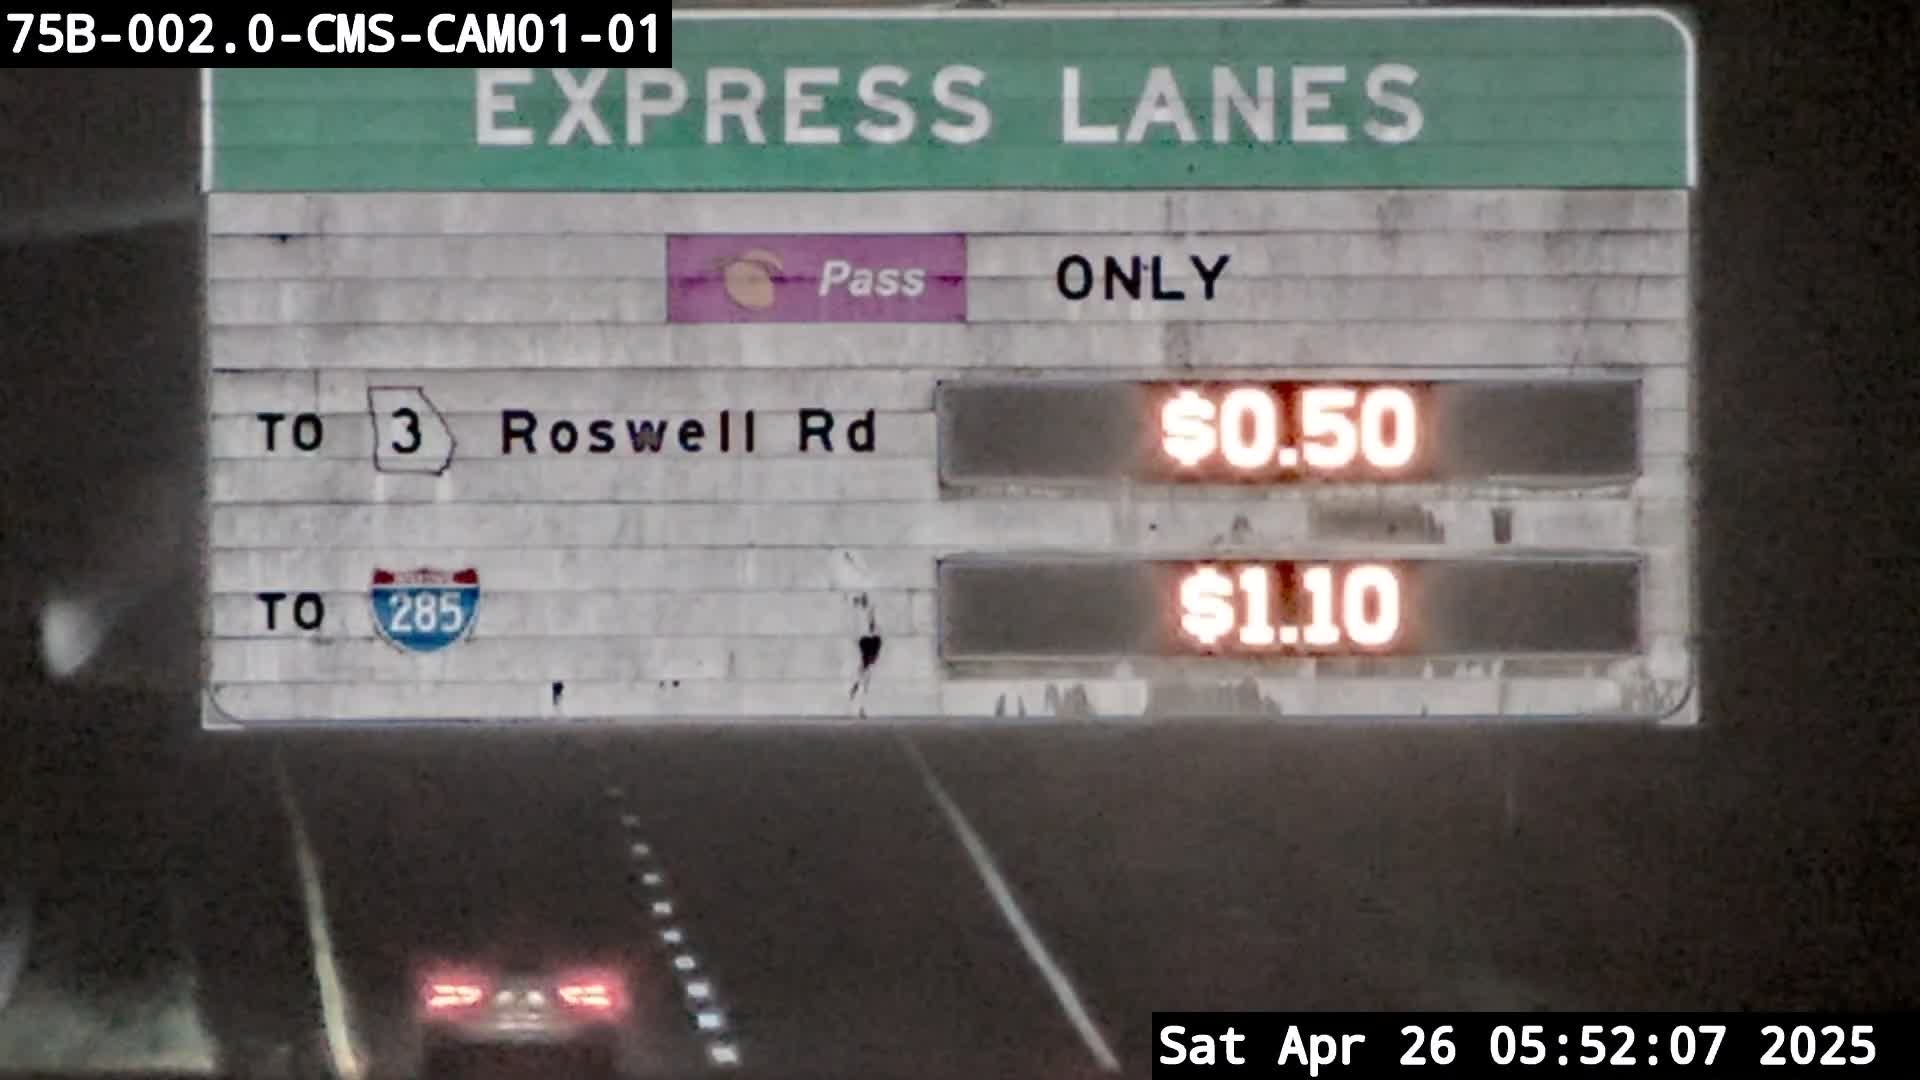 75B-002.0-CMS-CAM01-01
EXPRESS LANES
Pass ONLY
TO 3 Roswell Rd $0.50
TO 285 $1.10
Sat Apr 26 05:52:07 2025